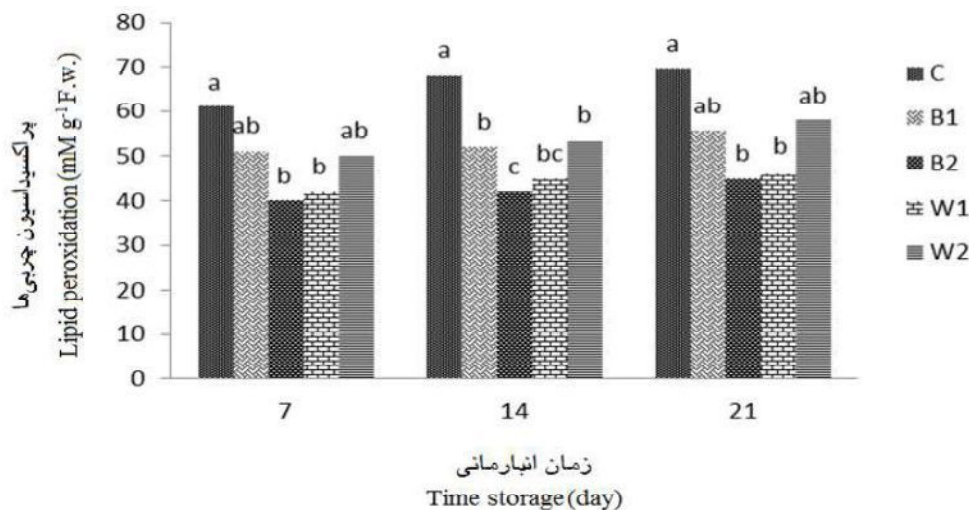 80
70
60
50
40
30
20
10
0
پراکسیداسیون چربی‌ها
Lipid peroxidation (mM g⁻¹ F.w.)
a
ab
b
b
ab
a
b
c
bc
b
a
ab
b
b
ab
7
14
21
زمان انبارمانی
Time storage (day)
C
B1
B2
W1
W2